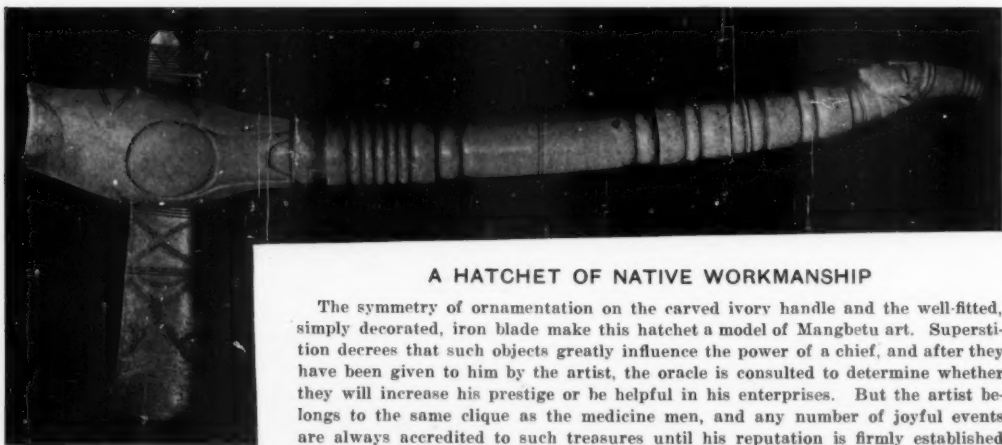 A HATCHET OF NATIVE WORKMANSHIP
The symmetry of ornamentation on the carved ivory handle and the well-fitted,
simply decorated, iron blade make this hatchet a model of Mangbetu art. Supersti-
tion decrees that such objects greatly influence the power of a chief, and after they
have been given to him by the artist, the oracle is consulted to determine whether
they will increase his prestige or be helpful in his enterprises. But the artist be-
longs to the same clique as the medicine men, and any number of joyful events
are always accredited to such treasures until his reputation is firmly established